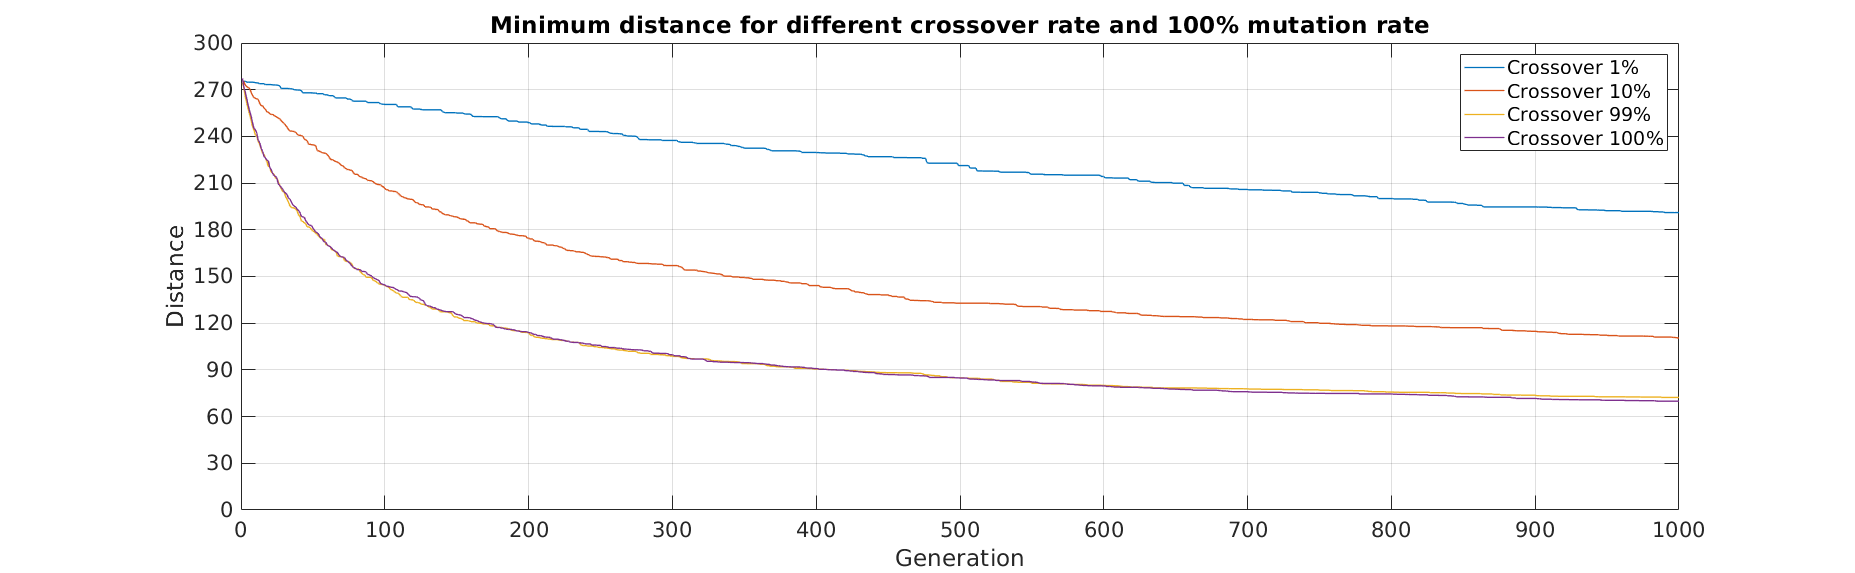 Minimum distance for different crossover rate and 100% mutation rate
300
270
240
210
180
150
120
90
60
30
0
Distance
Crossover 1%
Crossover 10%
Crossover 99%
Crossover 100%
0 100 200 300 400 500 600 700 800 900 1000
Generation